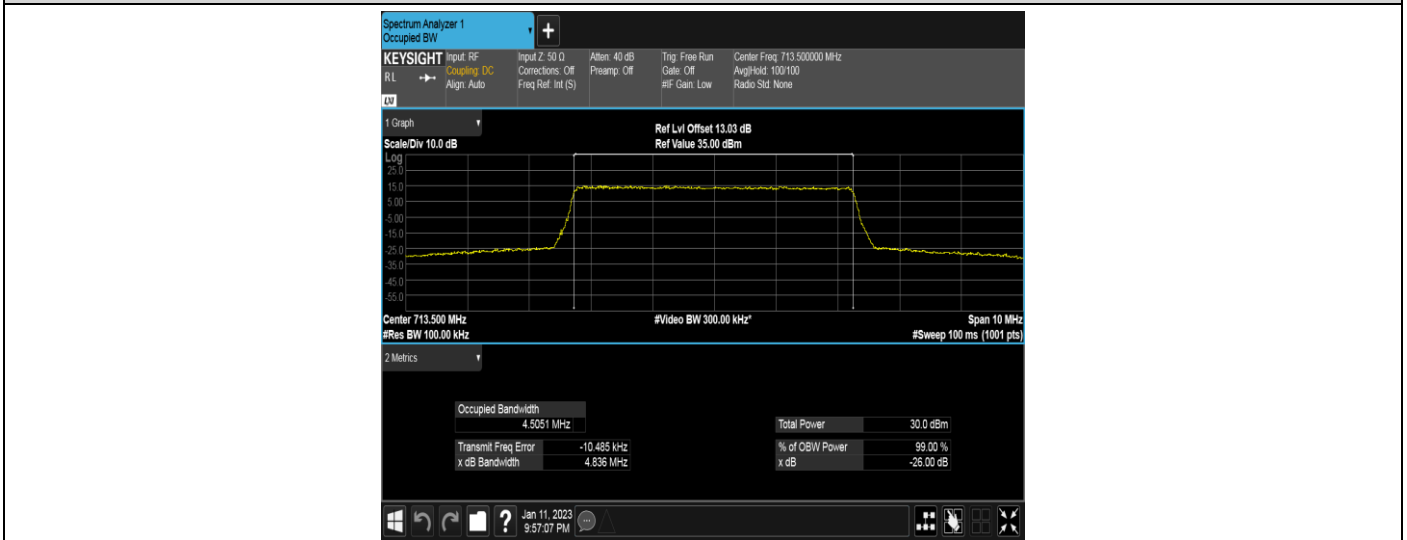 Spectrum Analyzer 1
Occupied BW
+
KEYSIGHT Input: RF Input Z: 50 Ω Atten: 40 dB Trig: Free Run Center Freq: 713.500000 MHz
RL Coupling: DC Corrections: Off Preamp: Off Gate: Off Avg|Hold: 100/100
Align: Auto Freq Ref: Int (S) #IF Gain: Low Radio Std: None
LXI
1 Graph
Ref Lvl Offset 13.03 dB
Scale/Div 10.0 dB Ref Value 35.00 dBm
Log
25.0
15.0
5.00
-5.00
-15.0
-25.0
-35.0
-45.0
-55.0
Center 713.500 MHz #Video BW 300.00 kHz* Span 10 MHz
#Res BW 100.00 kHz #Sweep 100 ms (1001 pts)
2 Metrics
Occupied Bandwidth
4.5051 MHz Total Power 30.0 dBm
Transmit Freq Error -10.485 kHz % of OBW Power 99.00 %
x dB Bandwidth 4.836 MHz x dB -26.00 dB
? Jan 11, 2023
9:57:07 PM